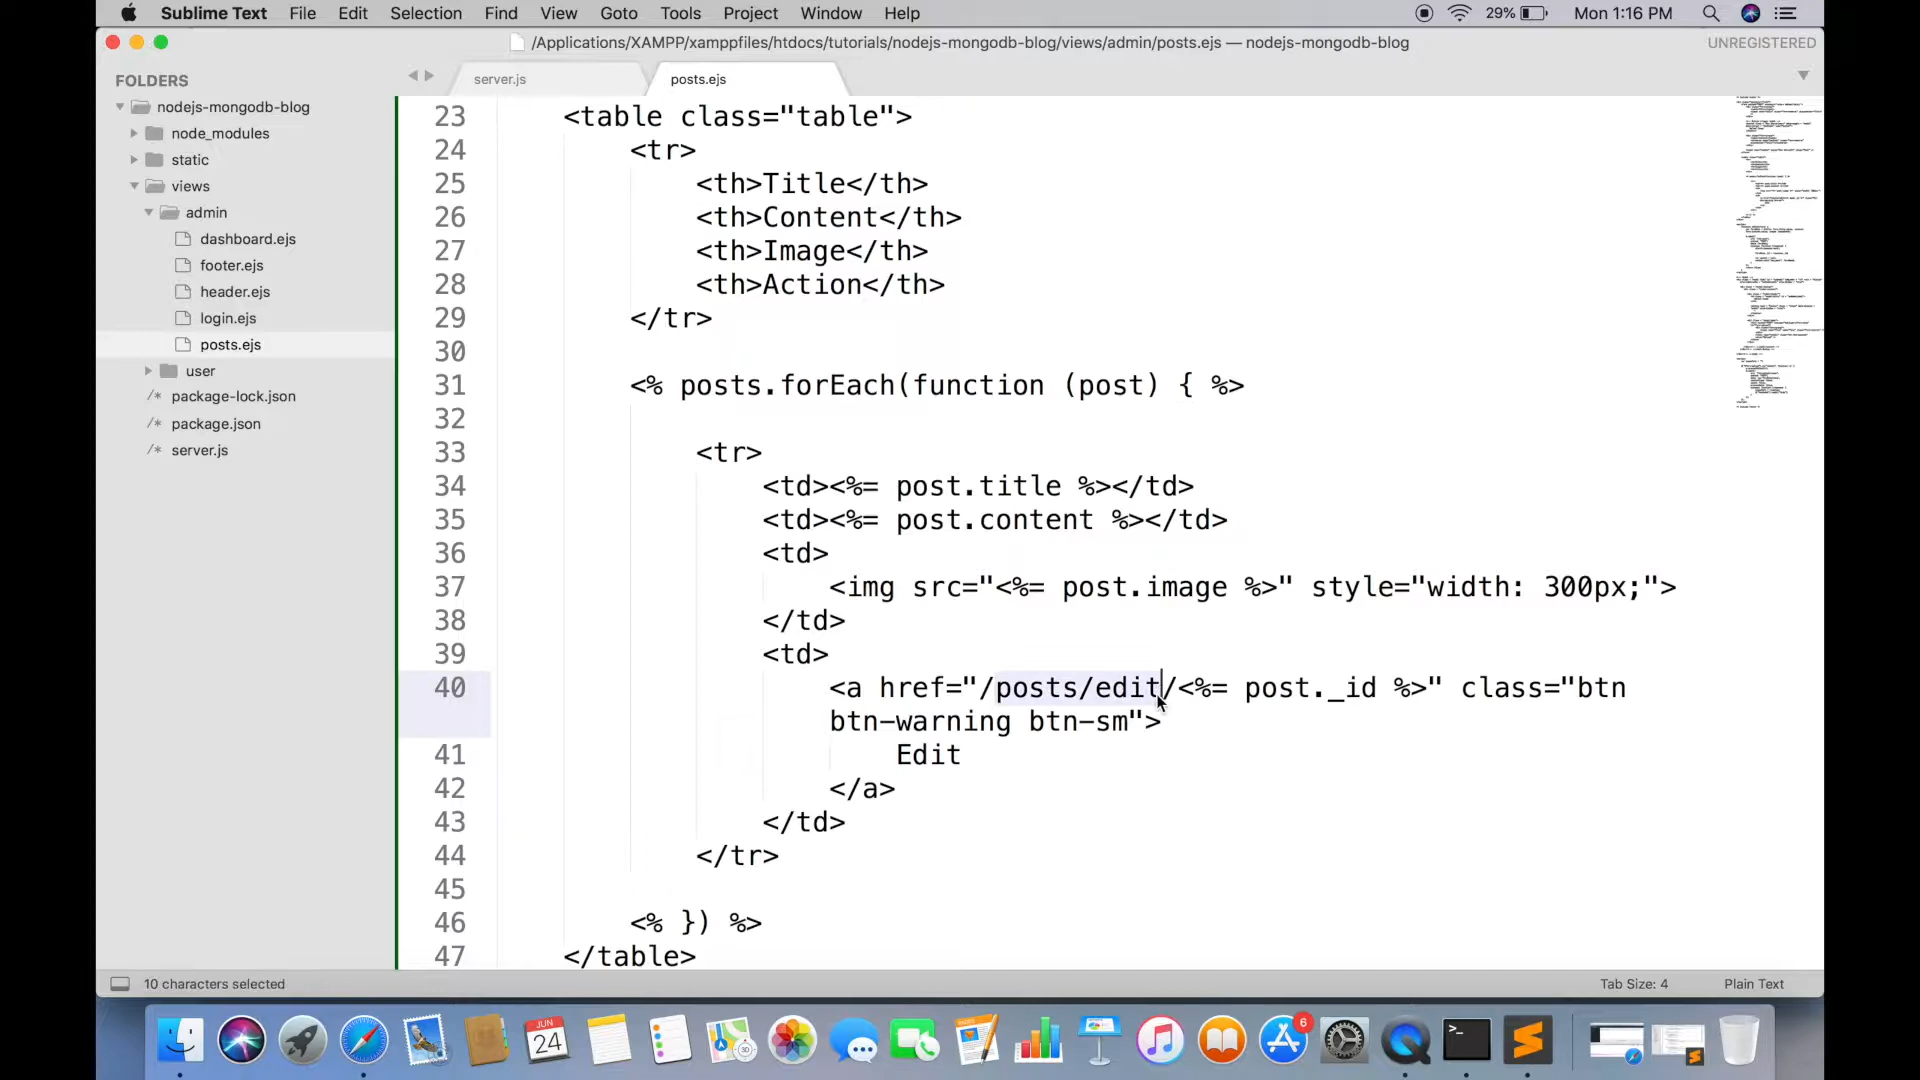 Sublime Text File Edit Selection Find View Goto Tools Project Window Help 29% Mon 1:16 PM
/Applications/XAMPP/xamppfiles/htdocs/tutorials/nodejs-mongodb-blog/views/admin/posts.ejs — nodejs-mongodb-blog UNREGISTERED
FOLDERS
nodejs-mongodb-blog
node_modules
static
views
admin
dashboard.ejs
footer.ejs
header.ejs
login.ejs
posts.ejs
user
/* package-lock.json
/* package.json
/* server.js
server.js posts.ejs
23 <table class="table">
24 <tr>
25 <th>Title</th>
26 <th>Content</th>
27 <th>Image</th>
28 <th>Action</th>
29 </tr>
30
31 <% posts.forEach(function (post) { %>
32
33 <tr>
34 <td><%= post.title %></td>
35 <td><%= post.content %></td>
36 <td>
37 <img src="<%= post.image %>" style="width: 300px;">
38 </td>
39 <td>
40 <a href="/posts/edit/<%= post._id %>" class="btn
btn-warning btn-sm">
41 Edit
42 </a>
43 </td>
44 </tr>
45
46 <% }) %>
47 </table>
10 characters selected Tab Size: 4 Plain Text
JUN
24
6
>_